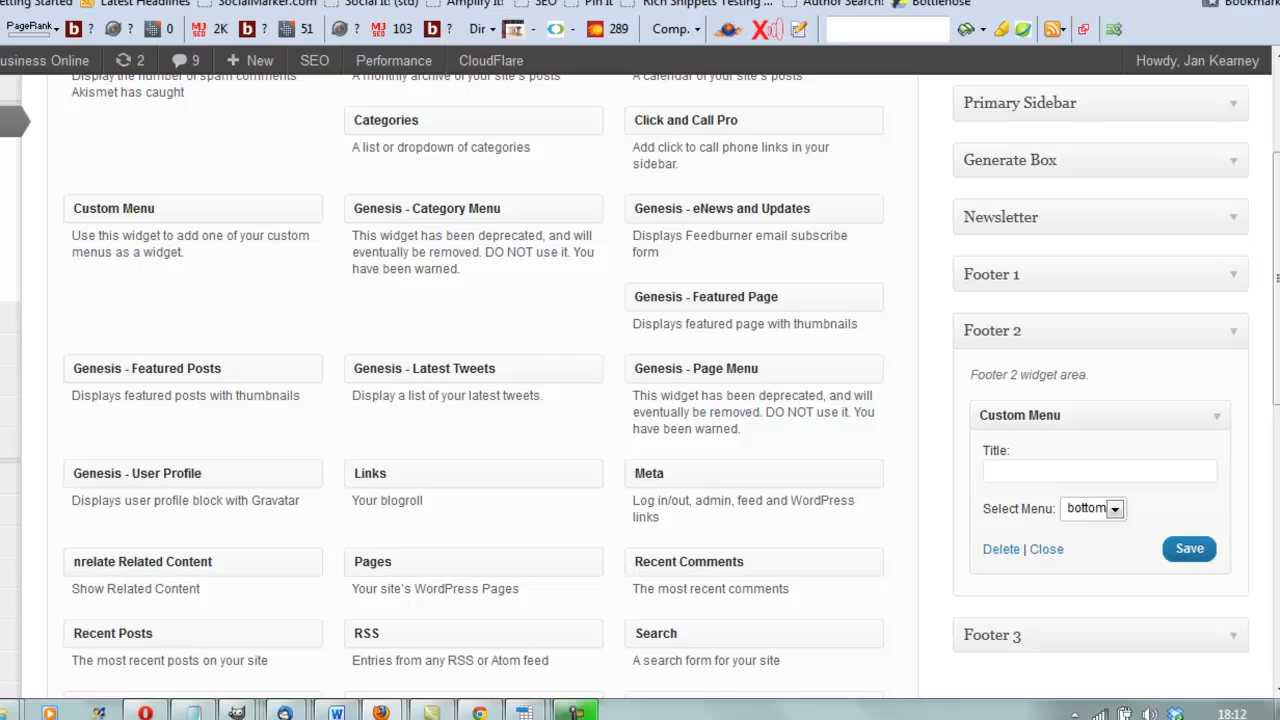 etting Started
Latest Headlines
SocialMarker.com
Social It! (std)
Amplify It!
SEO
Pin It
Rich Snippets Testing ...
Author Search:
Bottlenose
Bookmark
PageRank ? ? 0 2K ? 51 ? 103 ? Dir - - 289 Comp.
usiness Online 2 9 + New SEO Performance CloudFlare Howdy, Jan Kearney
Display the number of spam comments
Akismet has caught
A monthly archive of your site's posts
A calendar of your site's posts
Categories
A list or dropdown of categories
Click and Call Pro
Add click to call phone links in your
sidebar.
Custom Menu
Use this widget to add one of your custom
menus as a widget.
Genesis - Category Menu
This widget has been deprecated, and will
eventually be removed. DO NOT use it. You
have been warned.
Genesis - eNews and Updates
Displays Feedburner email subscribe
form
Genesis - Featured Page
Displays featured page with thumbnails
Genesis - Featured Posts
Displays featured posts with thumbnails
Genesis - Latest Tweets
Display a list of your latest tweets.
Genesis - Page Menu
This widget has been deprecated, and will
eventually be removed. DO NOT use it. You
have been warned.
Genesis - User Profile
Displays user profile block with Gravatar
Links
Your blogroll
Meta
Log in/out, admin, feed and WordPress
links
nrelate Related Content
Show Related Content
Pages
Your site's WordPress Pages
Recent Comments
The most recent comments
Recent Posts
The most recent posts on your site
RSS
Entries from any RSS or Atom feed
Search
A search form for your site
Primary Sidebar
Generate Box
Newsletter
Footer 1
Footer 2
Footer 2 widget area.
Custom Menu
Title:
Select Menu: bottom
Delete | Close
Save
Footer 3
18:12